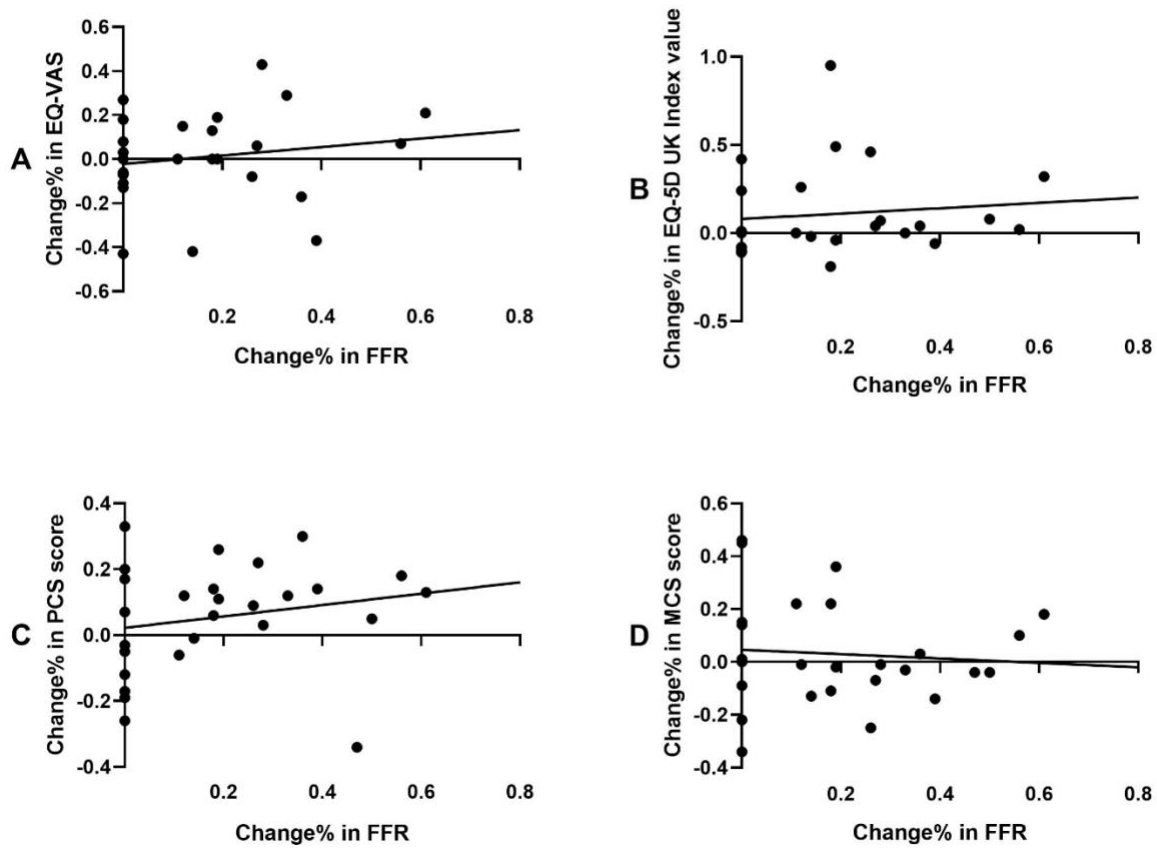 A
Change% in EQ-VAS
0.6
0.4
0.2
0.0
-0.2
-0.4
-0.6
0.2 0.4 0.6 0.8
Change% in FFR
B
Change% in EQ-5D UK Index value
1.0
0.5
0.0
-0.5
0.2 0.4 0.6 0.8
Change% in FFR
C
Change% in PCS score
0.4
0.2
0.0
-0.2
-0.4
0.2 0.4 0.6 0.8
Change% in FFR
D
Change% in MCS score
0.6
0.4
0.2
0.0
-0.2
-0.4
0.2 0.4 0.6 0.8
Change% in FFR